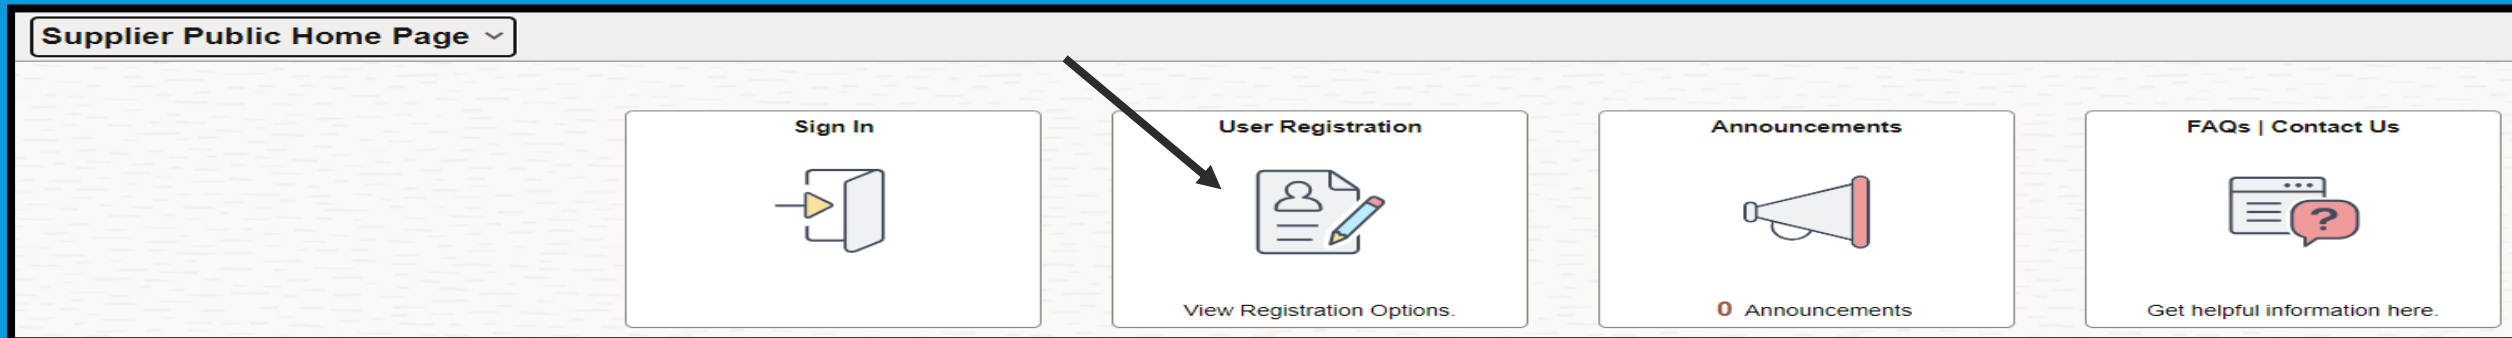 Supplier Public Home Page
Sign In
User Registration
View Registration Options.
Announcements
0 Announcements
FAQs | Contact Us
?
Get helpful information here.